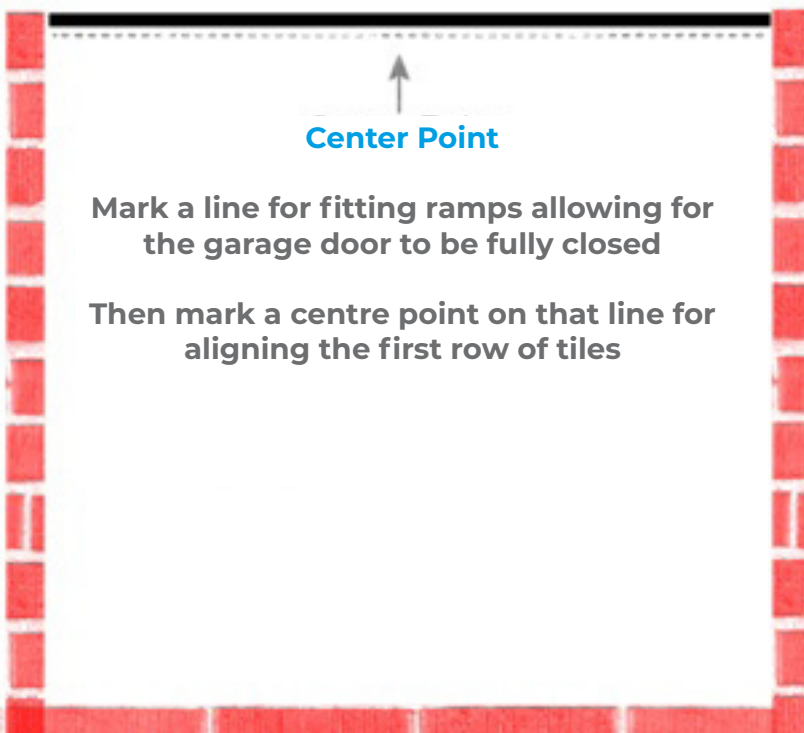 Center Point
Mark a line for fitting ramps allowing for
the garage door to be fully closed
Then mark a centre point on that line for
aligning the first row of tiles